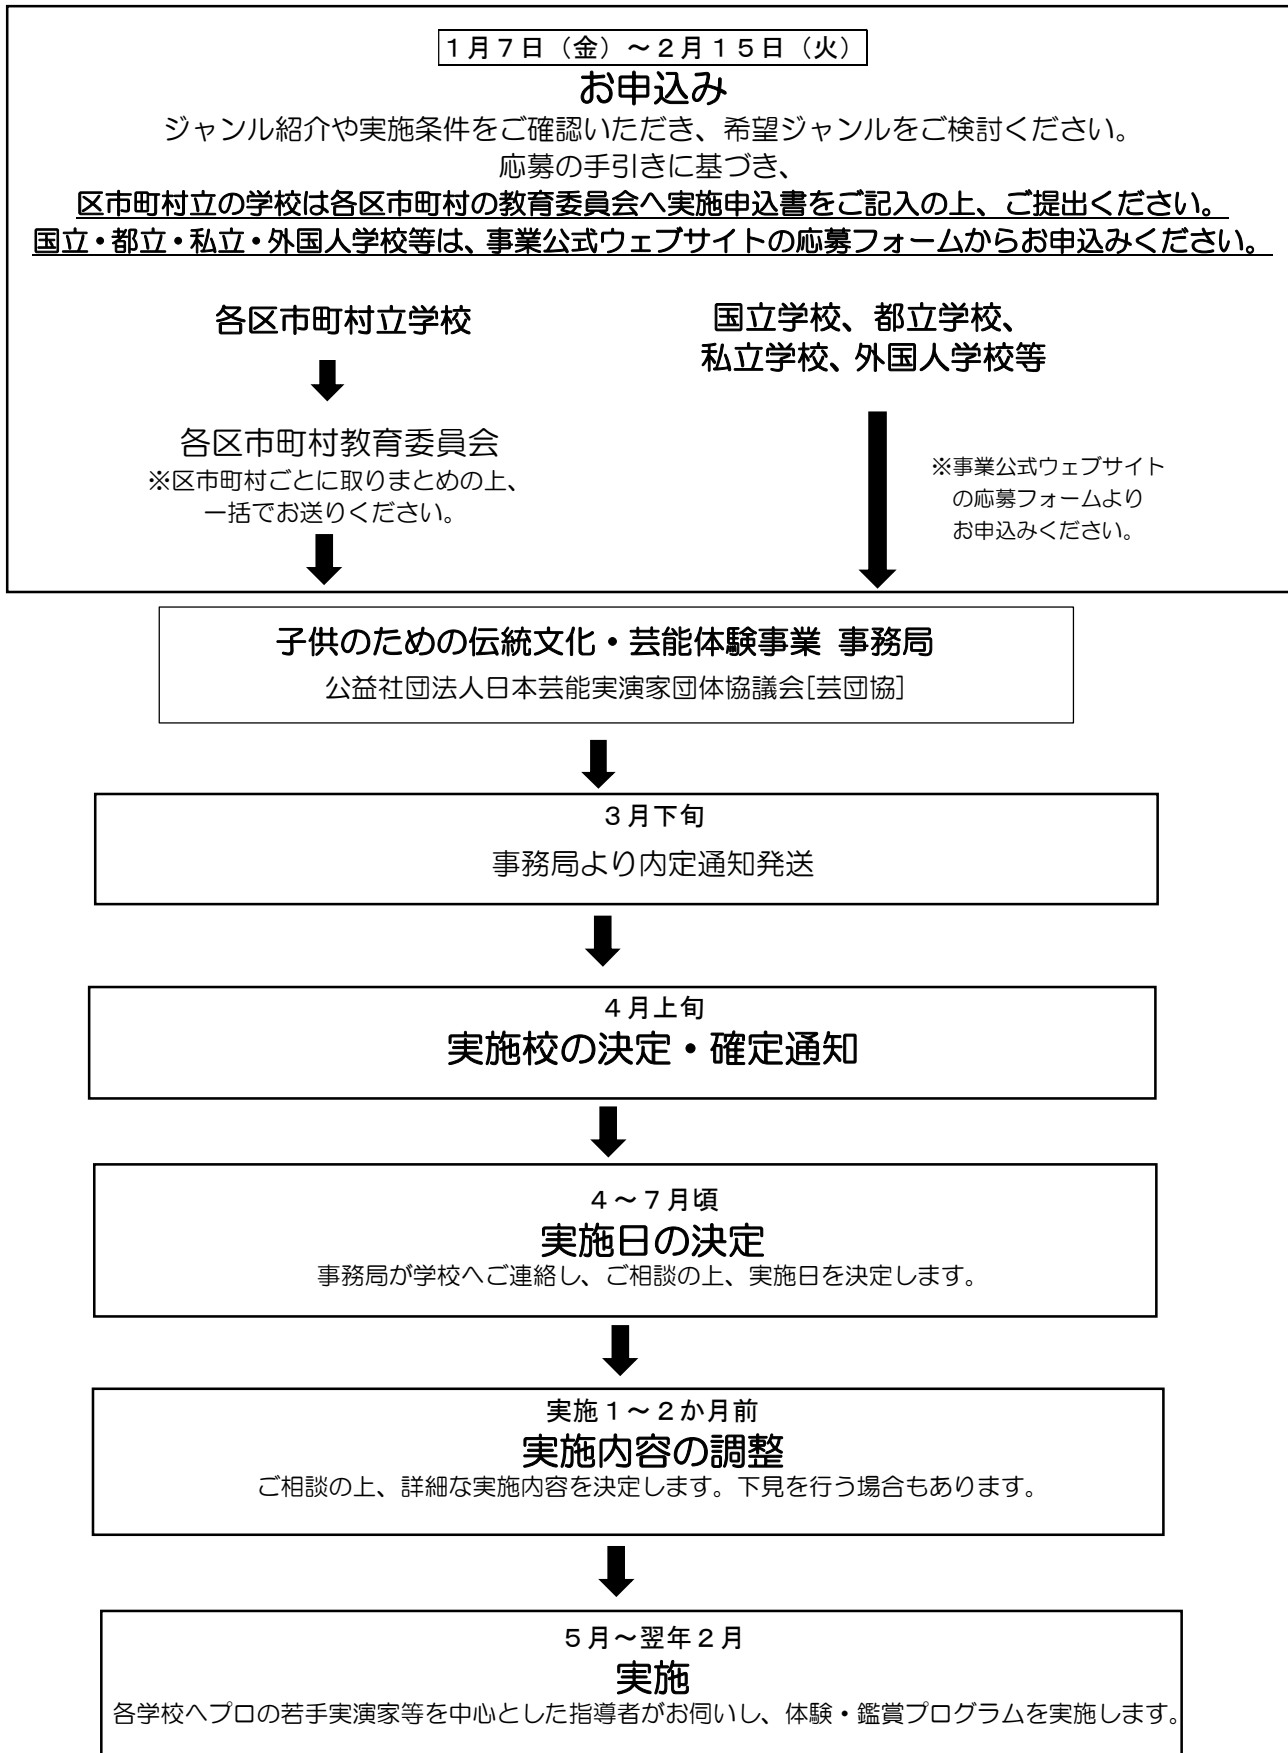 １月７日（金）～２月１５日（火）
お申込み
ジャンル紹介や実施条件をご確認いただき、希望ジャンルをご検討ください。
応募の手引きに基づき、
区市町村立の学校は各区市町村の教育委員会へ実施申込書をご記入の上、ご提出ください。
国立・都立・私立・外国人学校等は、事業公式ウェブサイトの応募フォームからお申込みください。
各区市町村立学校
各区市町村教育委員会
※区市町村ごとに取りまとめの上、
一括でお送りください。
国立学校、都立学校、
私立学校、外国人学校等
※事業公式ウェブサイト
の応募フォームより
お申込みください。
子供のための伝統文化・芸能体験事業 事務局
公益社団法人日本芸能実演家団体協議会[芸団協]
３月下旬
事務局より内定通知発送
４月上旬
実施校の決定・確定通知
４～７月頃
実施日の決定
事務局が学校へご連絡し、ご相談の上、実施日を決定します。
実施１～２か月前
実施内容の調整
ご相談の上、詳細な実施内容を決定します。下見を行う場合もあります。
５月～翌年２月
実施
各学校へプロの若手実演家等を中心とした指導者がお伺いし、体験・鑑賞プログラムを実施します。